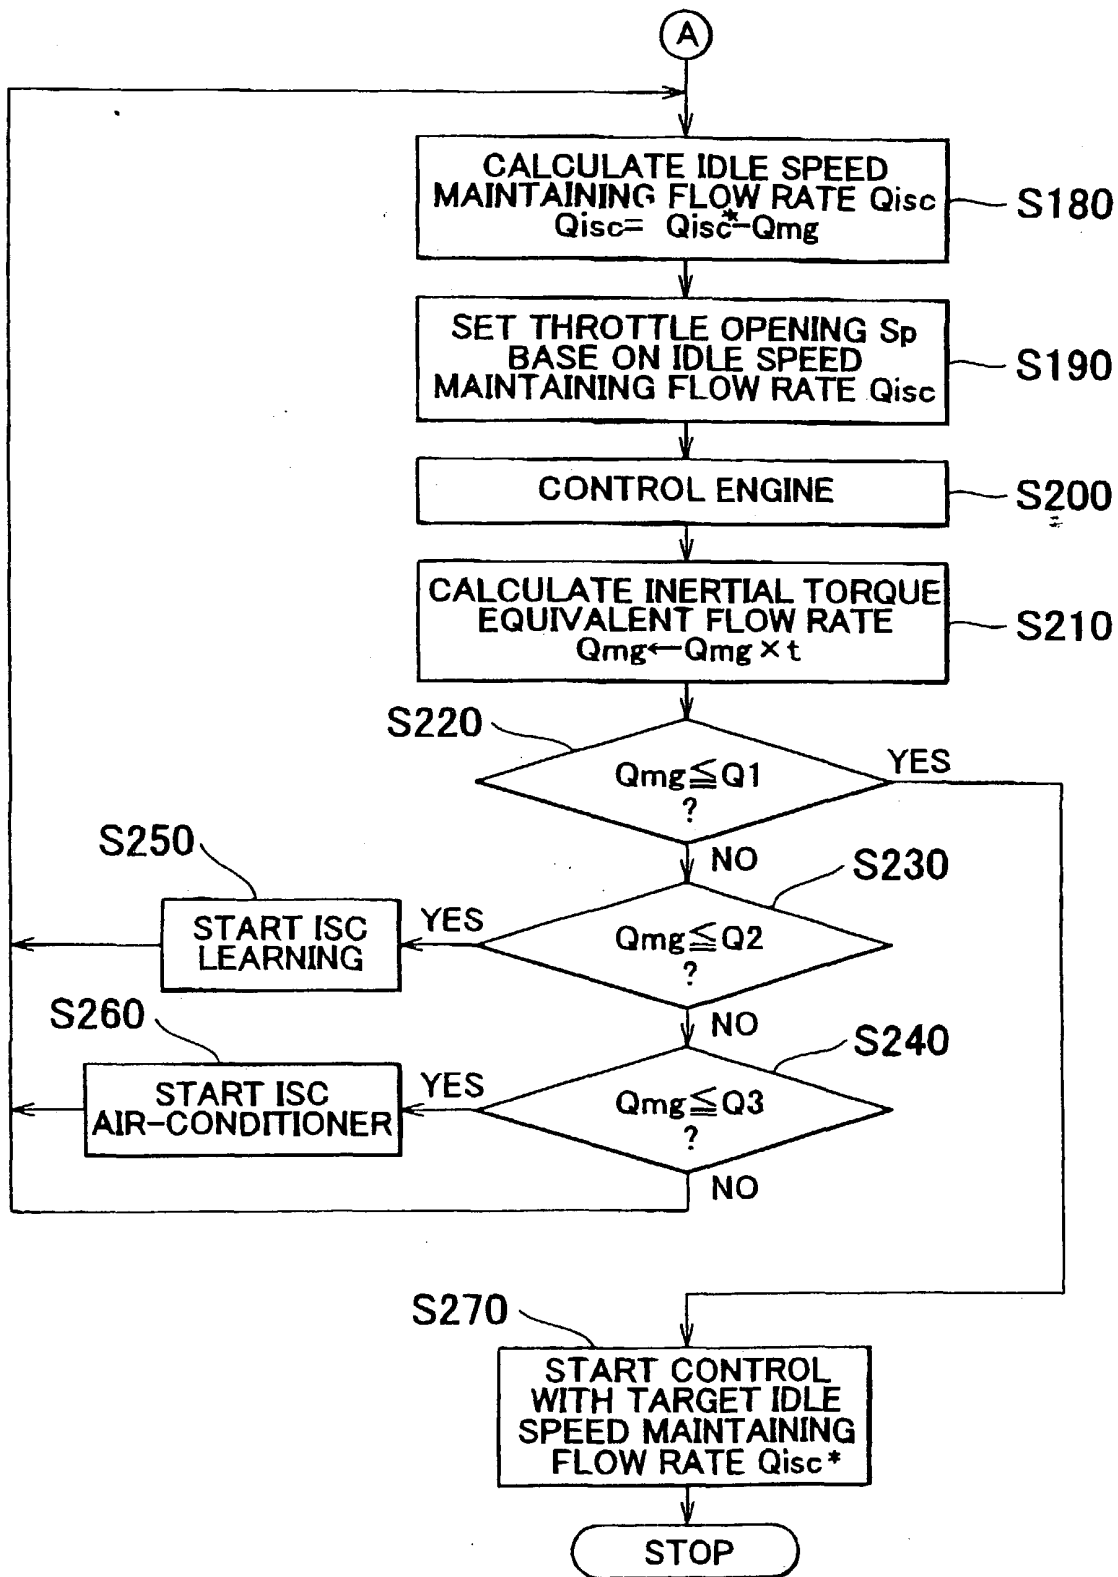 A
CALCULATE IDLE SPEED
MAINTAINING FLOW RATE Qisc
Qisc= Qisc*-Qmg
S180
SET THROTTLE OPENING Sp
BASE ON IDLE SPEED
MAINTAINING FLOW RATE Qisc
S190
CONTROL ENGINE
S200
CALCULATE INERTIAL TORQUE
EQUIVALENT FLOW RATE
Qmg←Qmg×t
S210
S220
Qmg≦Q1
?
YES
NO
S230
Qmg≦Q2
?
YES
S250
START ISC
LEARNING
NO
S240
Qmg≦Q3
?
YES
S260
START ISC
AIR-CONDITIONER
NO
S270
START CONTROL
WITH TARGET IDLE
SPEED MAINTAINING
FLOW RATE Qisc*
STOP